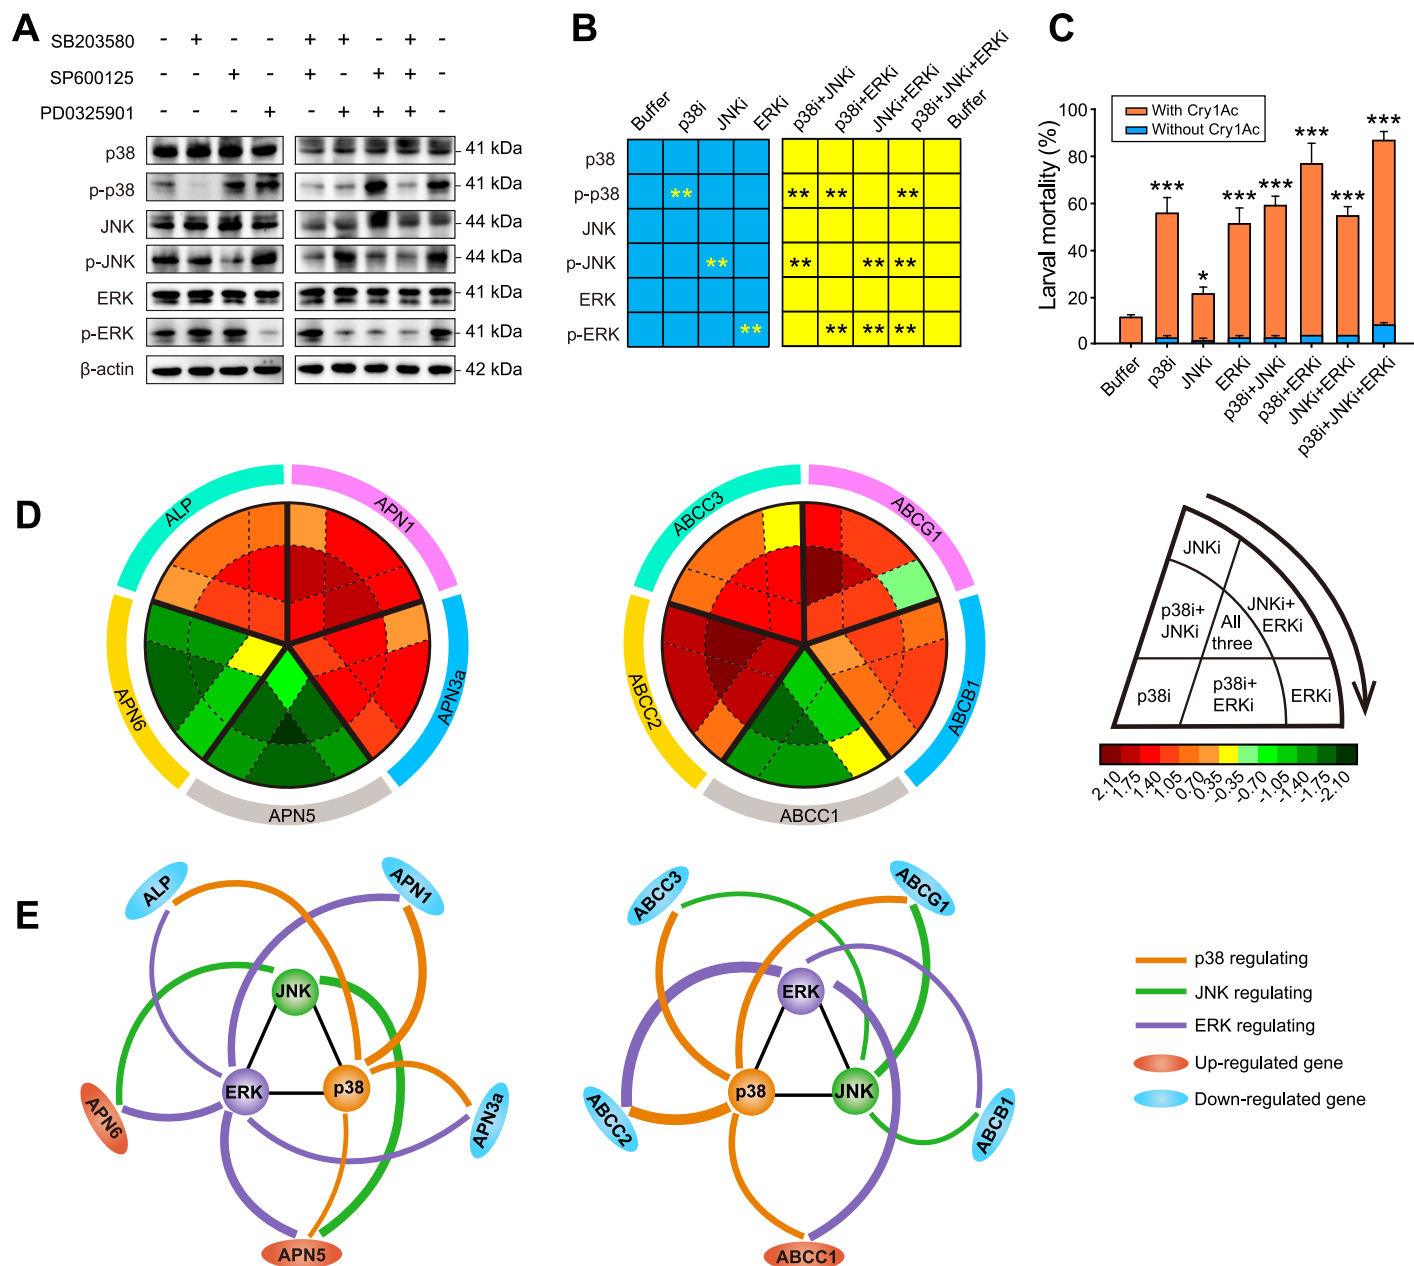 A
SB203580 - + - - + + - + -
SP600125 - - + - + - + + -
PD0325901 - - - + - + + + -
p38 41 kDa
p-p38 41 kDa
JNK 44 kDa
p-JNK 44 kDa
ERK 41 kDa
p-ERK 41 kDa
β-actin 42 kDa
B
Buffer p38i JNKi ERKi p38i+JNKi p38i+ERKi JNKi+ERKi p38i+JNKi+ERKi Buffer
p38
p-p38 ** ** ** **
JNK
p-JNK ** ** ** **
ERK
p-ERK ** ** ** **
C
With Cry1Ac
Without Cry1Ac
Larval mortality (%)
100
80
60
40
20
0
*** * *** *** *** *** ***
Buffer p38i JNKi ERKi p38i+JNKi p38i+ERKi JNKi+ERKi p38i+JNKi+ERKi
D
ALP
APN1
APN3a
APN5
APN6
ABCC3
ABCG1
ABCB1
ABCC1
ABCC2
JNKi
p38i+
JNKi
All
three
JNKi+
ERKi
p38i
p38i+
ERKi
ERKi
2.10 1.75 1.40 1.05 0.70 0.35 -0.35 -0.70 -1.05 -1.40 -1.75 -2.10
E
ALP
APN1
JNK
ERK
p38
APN6
APN3a
APN5
ABCC3
ABCG1
ERK
p38
JNK
ABCC2
ABCB1
ABCC1
p38 regulating
JNK regulating
ERK regulating
Up-regulated gene
Down-regulated gene